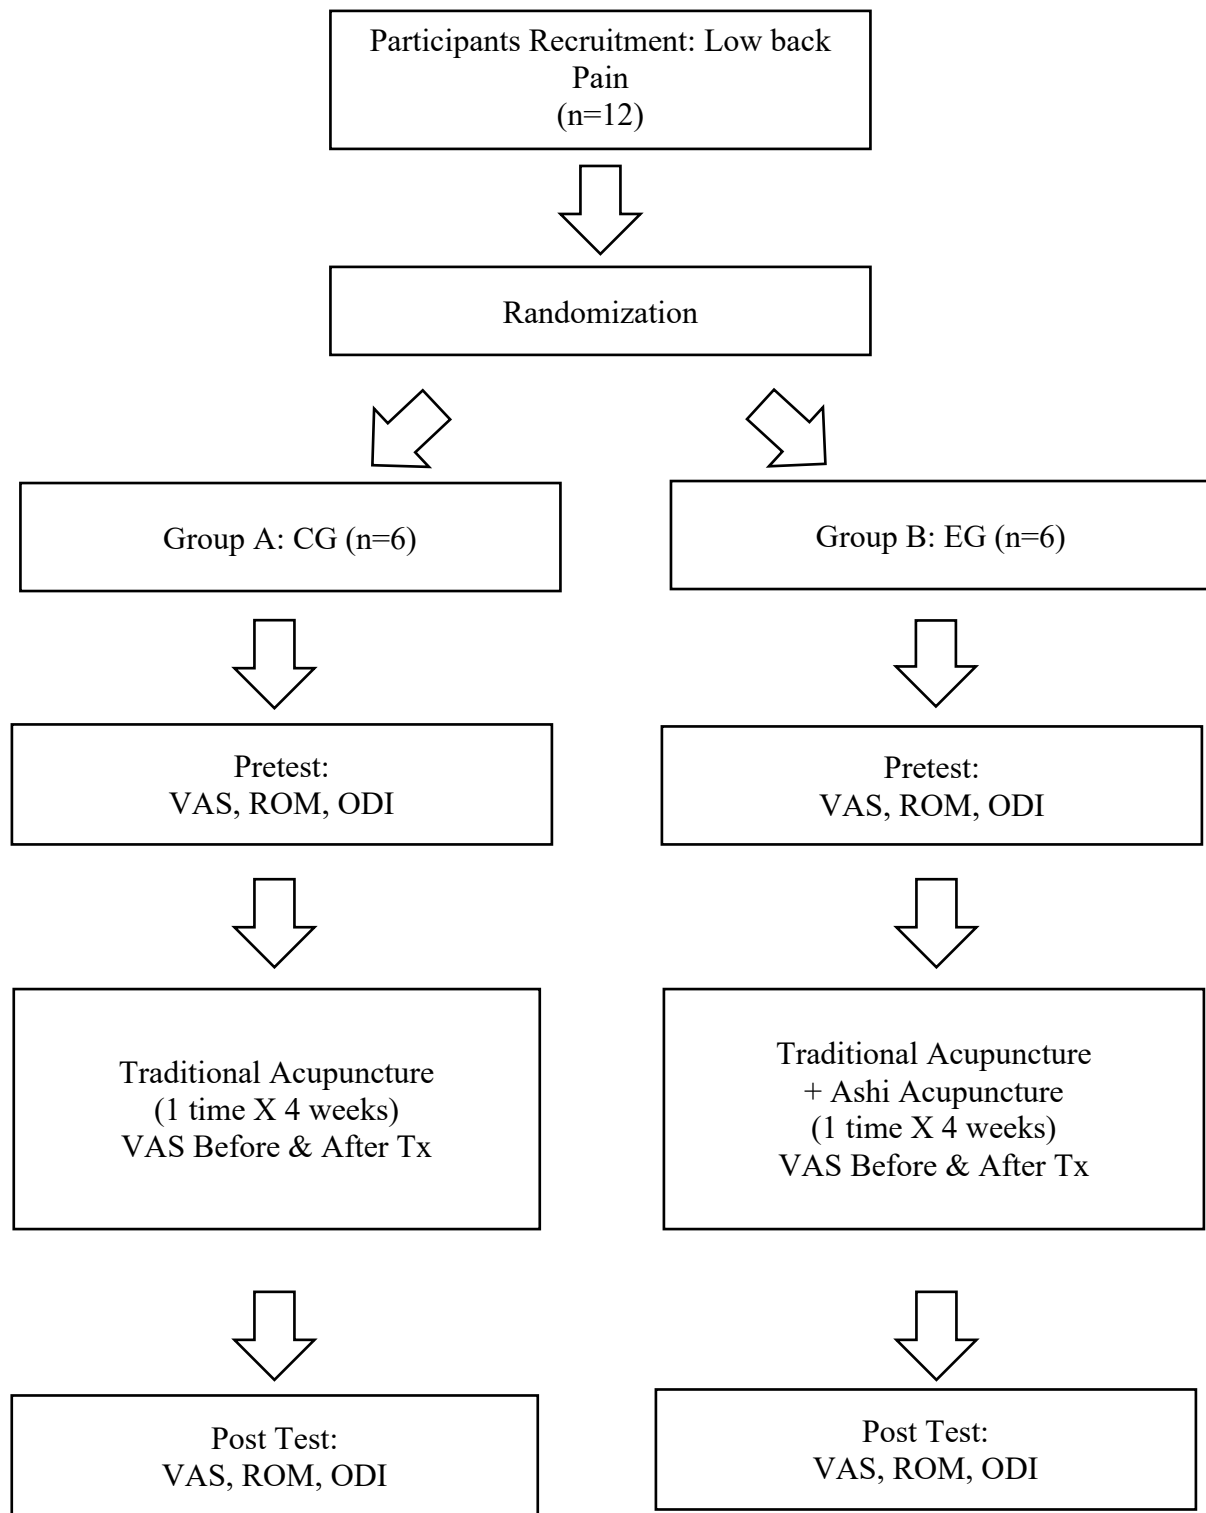 Participants Recruitment: Low back
Pain
(n=12)
Randomization
Group A: CG (n=6)
Group B: EG (n=6)
Pretest:
VAS, ROM, ODI
Pretest:
VAS, ROM, ODI
Traditional Acupuncture
(1 time X 4 weeks)
VAS Before & After Tx
Traditional Acupuncture
+ Ashi Acupuncture
(1 time X 4 weeks)
VAS Before & After Tx
Post Test:
VAS, ROM, ODI
Post Test:
VAS, ROM, ODI